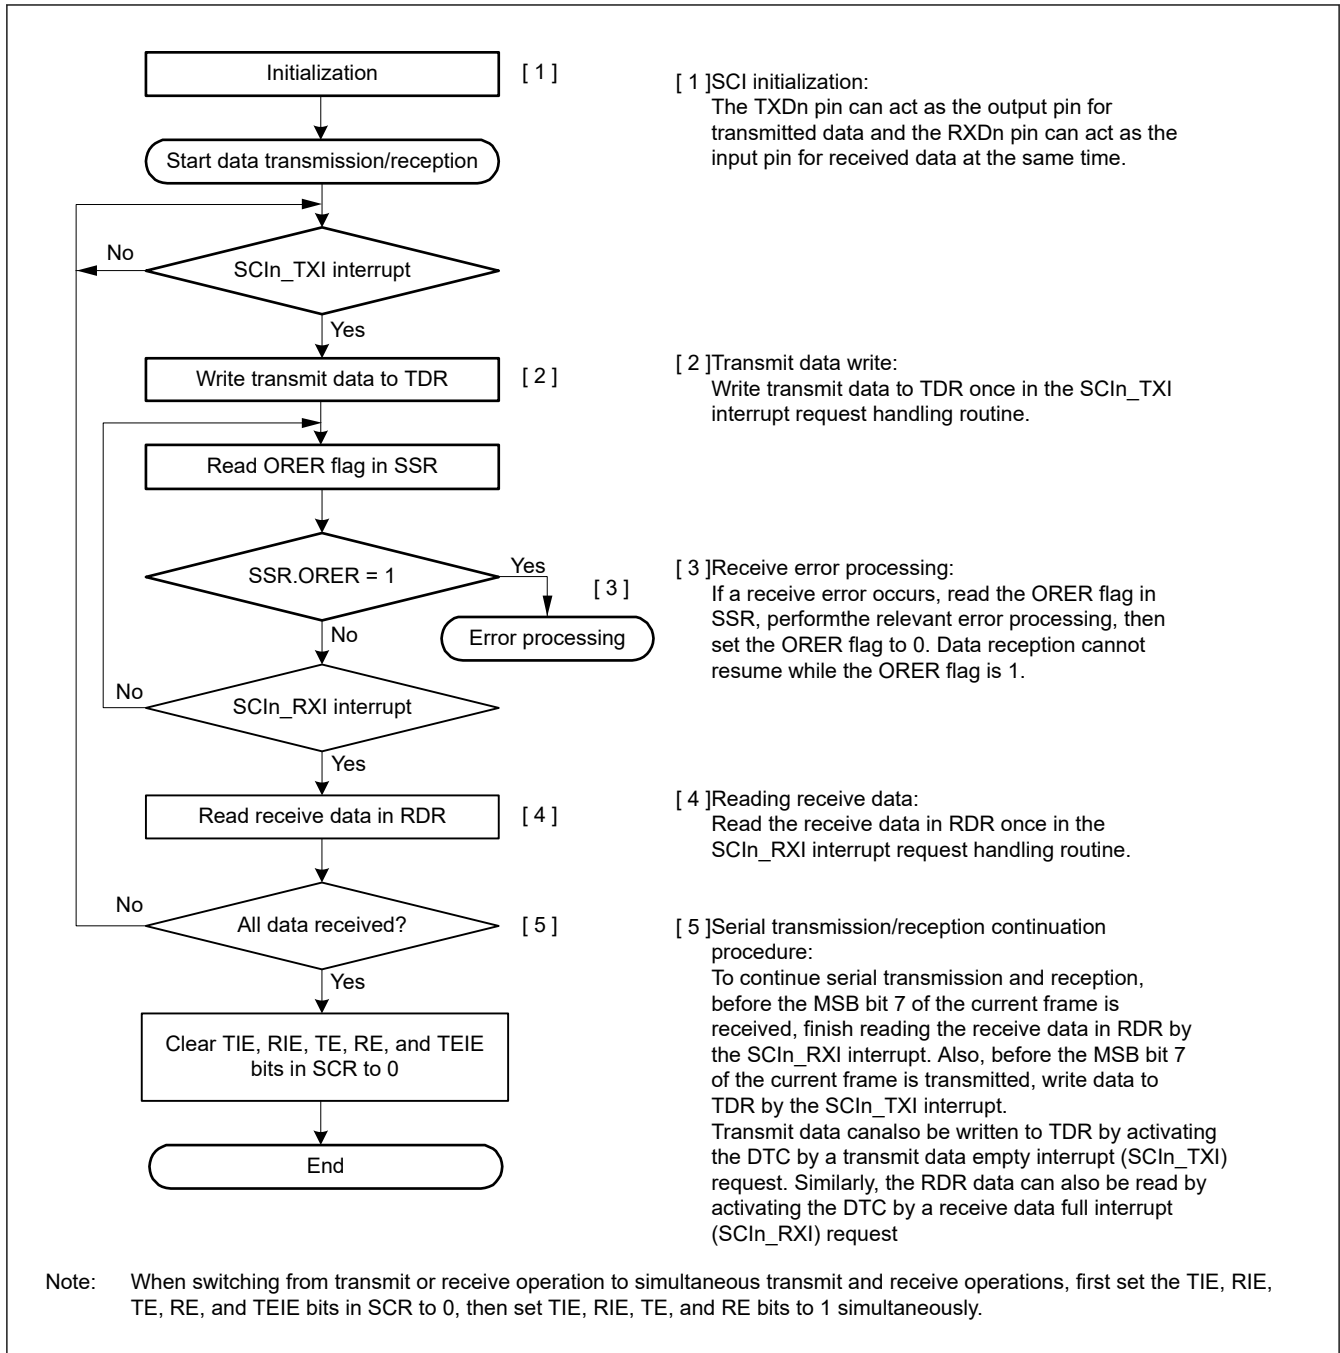 Initialization
[ 1 ]
[ 1 ]SCI initialization:
The TXDn pin can act as the output pin for
transmitted data and the RXDn pin can act as the
input pin for received data at the same time.
Start data transmission/reception
No
SCIn_TXI interrupt
Yes
Write transmit data to TDR
[ 2 ]
[ 2 ]Transmit data write:
Write transmit data to TDR once in the SCIn_TXI
interrupt request handling routine.
Read ORER flag in SSR
SSR.ORER = 1
Yes
[ 3 ]
Error processing
[ 3 ]Receive error processing:
If a receive error occurs, read the ORER flag in
SSR, performthe relevant error processing, then
set the ORER flag to 0. Data reception cannot
resume while the ORER flag is 1.
No
No
SCIn_RXI interrupt
Yes
Read receive data in RDR
[ 4 ]
[ 4 ]Reading receive data:
Read the receive data in RDR once in the
SCIn_RXI interrupt request handling routine.
No
All data received?
[ 5 ]
[ 5 ]Serial transmission/reception continuation
procedure:
To continue serial transmission and reception,
before the MSB bit 7 of the current frame is
received, finish reading the receive data in RDR by
the SCIn_RXI interrupt. Also, before the MSB bit 7
of the current frame is transmitted, write data to
TDR by the SCIn_TXI interrupt.
Transmit data canalso be written to TDR by activating
the DTC by a transmit data empty interrupt (SCIn_TXI)
request. Similarly, the RDR data can also be read by
activating the DTC by a receive data full interrupt
(SCIn_RXI) request
Yes
Clear TIE, RIE, TE, RE, and TEIE
bits in SCR to 0
End
Note: When switching from transmit or receive operation to simultaneous transmit and receive operations, first set the TIE, RIE,
TE, RE, and TEIE bits in SCR to 0, then set TIE, RIE, TE, and RE bits to 1 simultaneously.